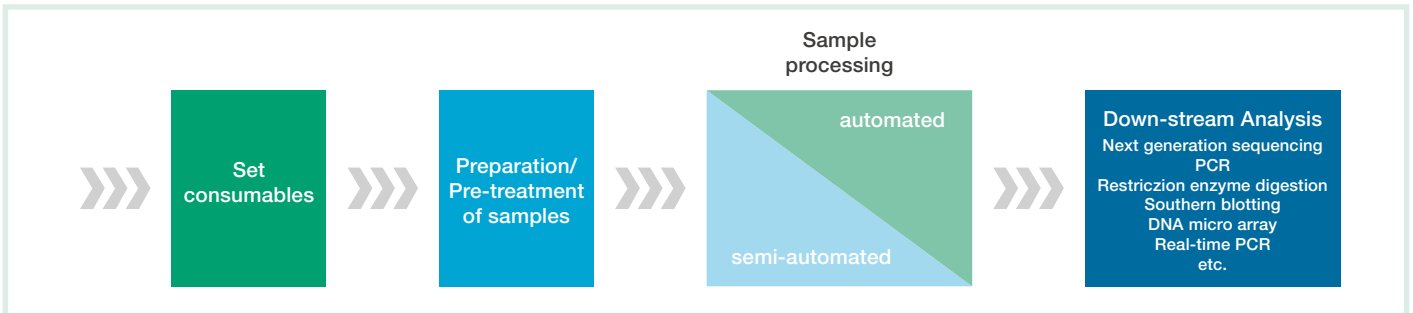 Set
consumables
Preparation/
Pre-treatment
of samples
Sample
processing
automated
semi-automated
Down-stream Analysis
Next generation sequencing
PCR
Restriczion enzyme digestion
Southern blotting
DNA micro array
Real-time PCR
etc.